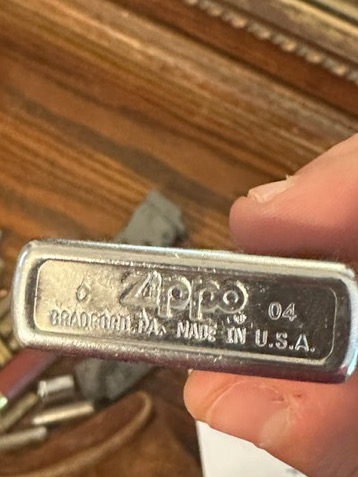 Zippo 04
BRADFORD, PA. MADE IN U.S.A.